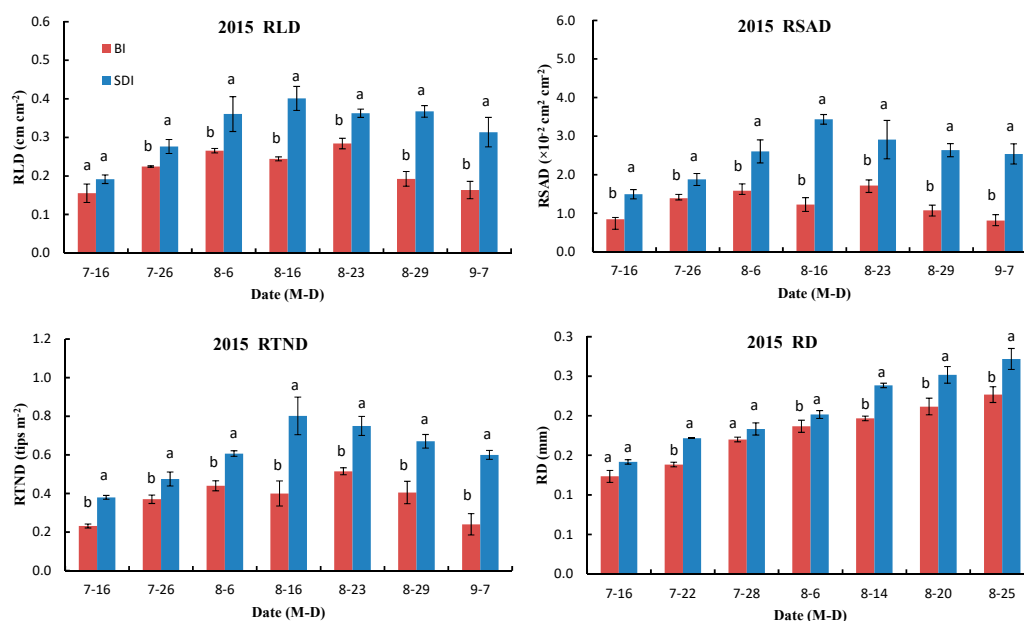 2015 RLD
0.6
0.5
0.4
0.3
0.2
0.1
0.0
RLD (cm cm⁻²)
BI
SDI
a a b a b a b a b a b a b a
7-16 7-26 8-6 8-16 8-23 8-29 9-7
Date (M-D)
2015 RSAD
6.0
5.0
4.0
3.0
2.0
1.0
0.0
RSAD (×10⁻² cm² cm⁻²)
b a b a b a b a b a b a b a
7-16 7-26 8-6 8-16 8-23 8-29 9-7
Date (M-D)
2015 RTND
1.2
1.0
0.8
0.6
0.4
0.2
0.0
RTND (tips m⁻²)
b a b a b a b a b a b a b a
7-16 7-26 8-6 8-16 8-23 8-29 9-7
Date (M-D)
2015 RD
0.3
0.3
0.2
0.2
0.1
0.1
0.0
RD (mm)
a a b a a a b a b a b a b a
7-16 7-22 7-28 8-6 8-14 8-20 8-25
Date (M-D)